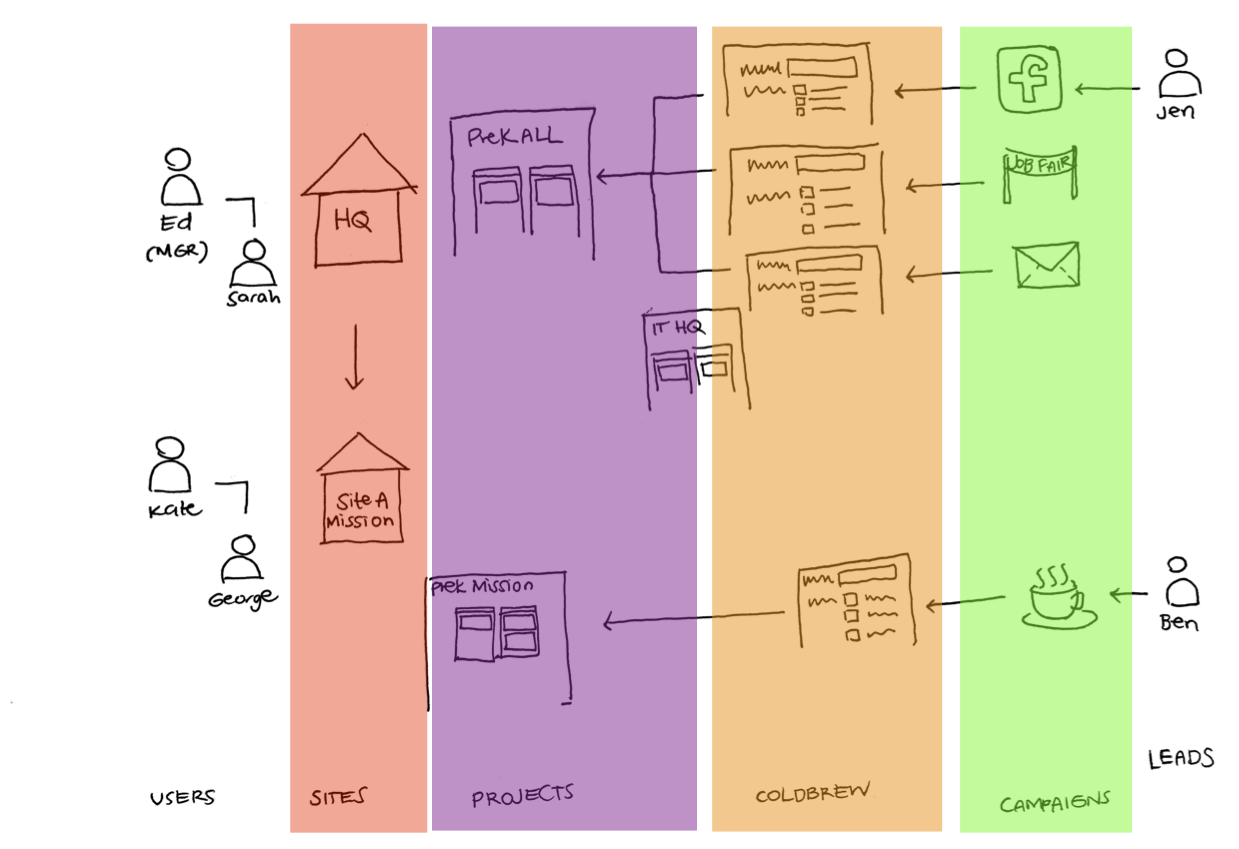 Jen
JOB FAIR
PreK ALL
HQ
Ed
(MGR)
Sarah
IT HQ
Kate
Site A
Mission
George
PreK Mission
Ben
LEADS
USERS
SITES
PROJECTS
COLDBREW
CAMPAIGNS